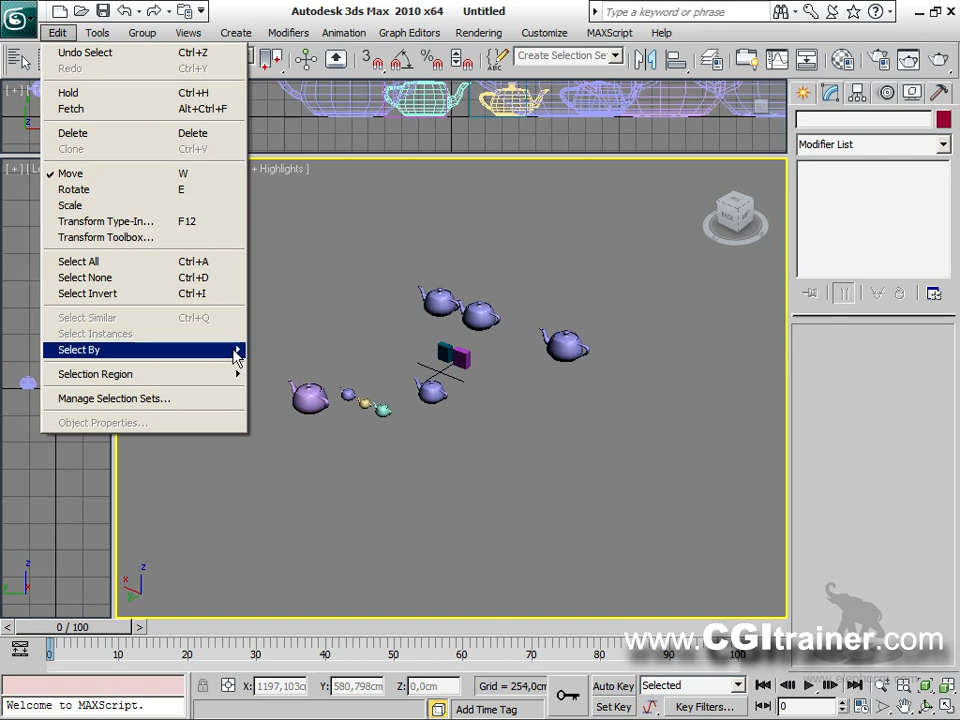 Autodesk 3ds Max 2010 x64 Untitled
Type a keyword or phrase
Edit Tools Group Views Create Modifiers Animation Graph Editors Rendering Customize MAXScript Help
Create Selection Se
Undo Select Ctrl+Z
Redo Ctrl+Y
Hold Ctrl+H
Fetch Alt+Ctrl+F
Delete Delete
Clone Ctrl+V
Move W
Rotate E
Scale
Transform Type-In... F12
Transform Toolbox...
Select All Ctrl+A
Select None Ctrl+D
Select Invert Ctrl+I
Select Similar Ctrl+Q
Select Instances
Select By
Selection Region
Manage Selection Sets...
Object Properties...
+ Highlights ]
Modifier List
z
x
z
x
y
< 0 / 100 >
0 10 20 30 40 50 60 70 80 90 100
www.CGItrainer.com
X: 1197,103cm Y: 580,798cm Z: 0,0cm Grid = 254,0cm Auto Key Selected
Welcome to MAXScript. Add Time Tag Set Key Key Filters... 0